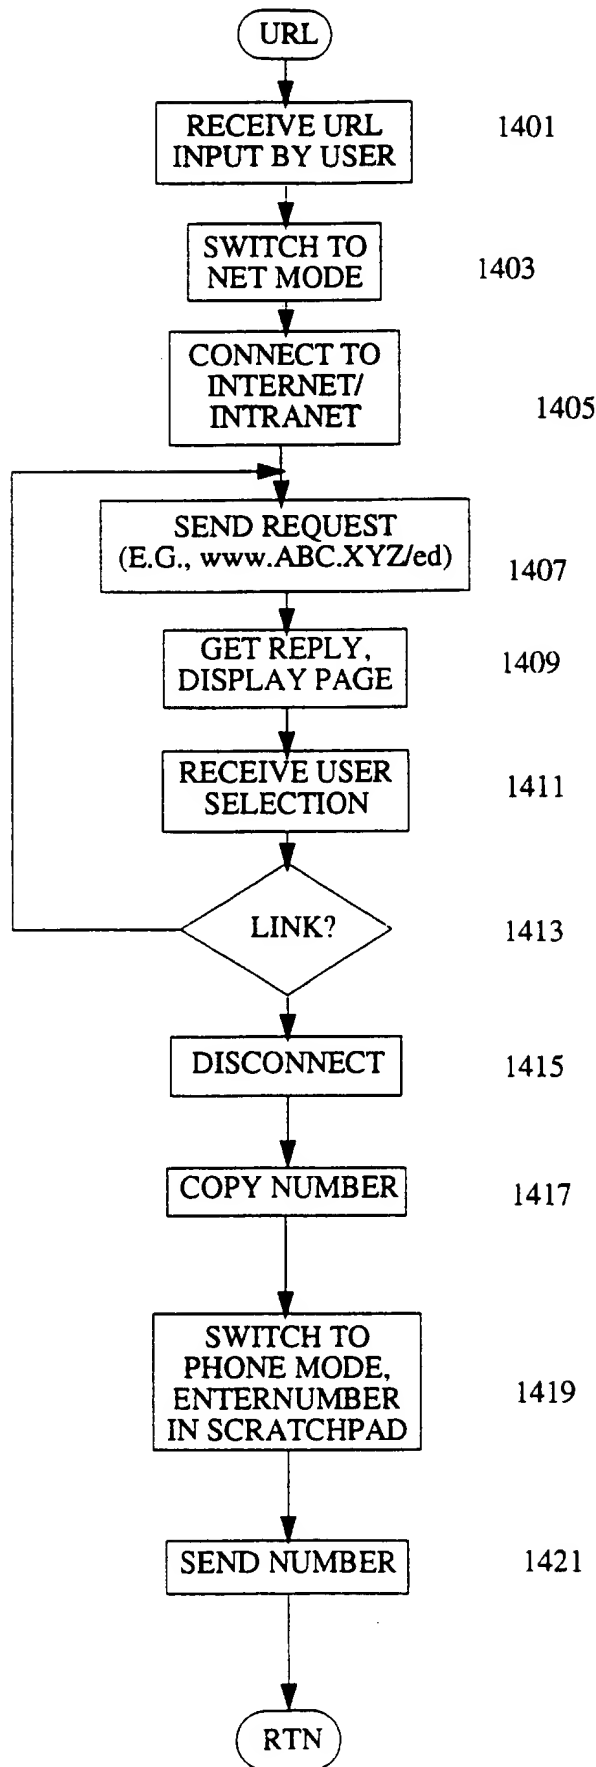 URL
RECEIVE URL
INPUT BY USER
1401
SWITCH TO
NET MODE
1403
CONNECT TO
INTERNET/
INTRANET
1405
SEND REQUEST
(E.G., www.ABC.XYZ/ed)
1407
GET REPLY,
DISPLAY PAGE
1409
RECEIVE USER
SELECTION
1411
LINK?
1413
DISCONNECT
1415
COPY NUMBER
1417
SWITCH TO
PHONE MODE,
ENTERNUMBER
IN SCRATCHPAD
1419
SEND NUMBER
1421
RTN